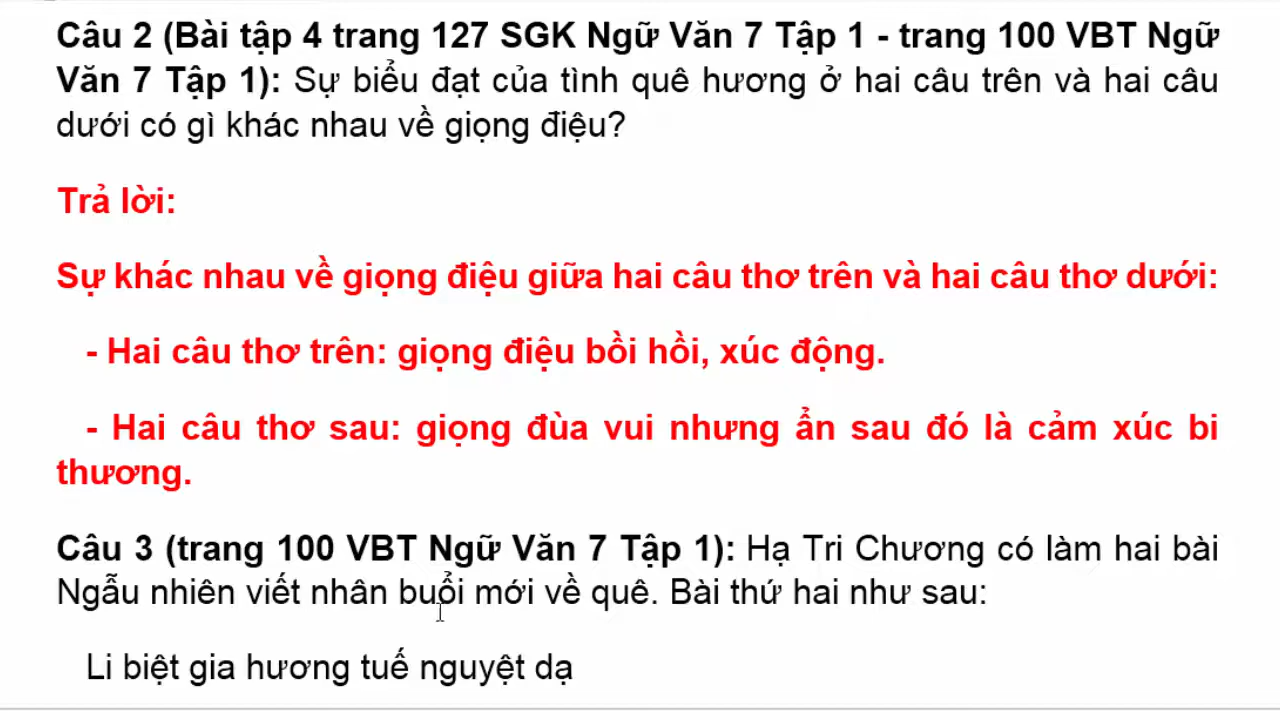 Câu 2 (Bài tập 4 trang 127 SGK Ngữ Văn 7 Tập 1 - trang 100 VBT Ngữ
Văn 7 Tập 1): Sự biểu đạt của tình quê hương ở hai câu trên và hai câu
dưới có gì khác nhau về giọng điệu?
Trả lời:
Sự khác nhau về giọng điệu giữa hai câu thơ trên và hai câu thơ dưới:
- Hai câu thơ trên: giọng điệu bồi hồi, xúc động.
- Hai câu thơ sau: giọng đùa vui nhưng ẩn sau đó là cảm xúc bi
thương.
Câu 3 (trang 100 VBT Ngữ Văn 7 Tập 1): Hạ Tri Chương có làm hai bài
Ngẫu nhiên viết nhân buổi mới về quê. Bài thứ hai như sau:
Li biệt gia hương tuế nguyệt dạ